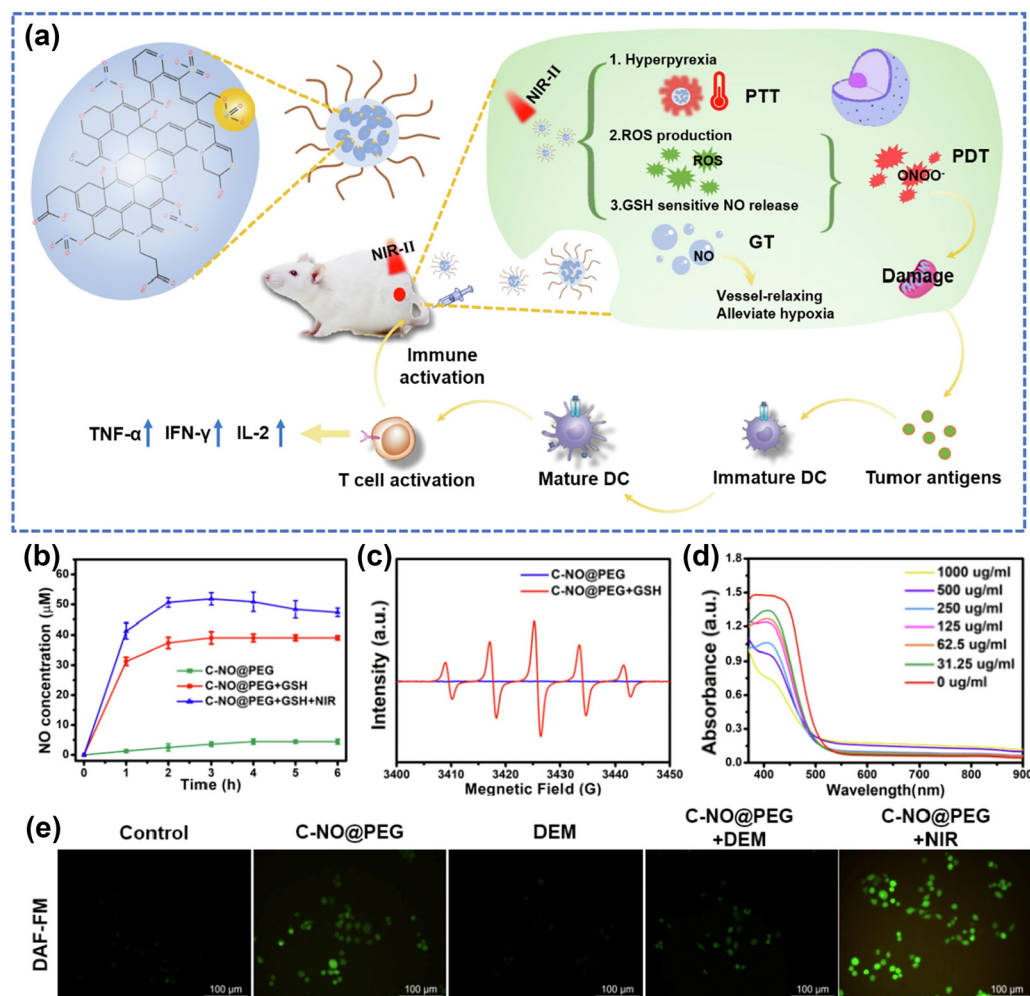 (a)
NIR-II
1. Hyperpyrexia
PTT
2.ROS production
ROS
3.GSH sensitive NO release
GT
NO
Vessel-relaxing
Alleviate hypoxia
ONOO⁻
PDT
Damage
NIR-II
Immune
activation
TNF-α
IFN-γ
IL-2
T cell activation
Mature DC
Immature DC
Tumor antigens
(b)
NO concentration (μM)
60
50
40
30
20
10
0
C-NO@PEG
C-NO@PEG+GSH
C-NO@PEG+GSH+NIR
0 1 2 3 4 5 6
Time (h)
(c)
Intensity (a.u.)
C-NO@PEG
C-NO@PEG+GSH
3400 3410 3420 3430 3440 3450
Megnetic Field (G)
(d)
Absorbance (a.u.)
1.8
1.5
1.2
0.9
0.6
0.3
0.0
1000 ug/ml
500 ug/ml
250 ug/ml
125 ug/ml
62.5 ug/ml
31.25 ug/ml
0 ug/ml
400 500 600 700 800 900
Wavelength(nm)
(e)
Control
C-NO@PEG
DEM
C-NO@PEG
+DEM
C-NO@PEG
+NIR
DAF-FM
100 μm
100 μm
100 μm
100 μm
100 μm